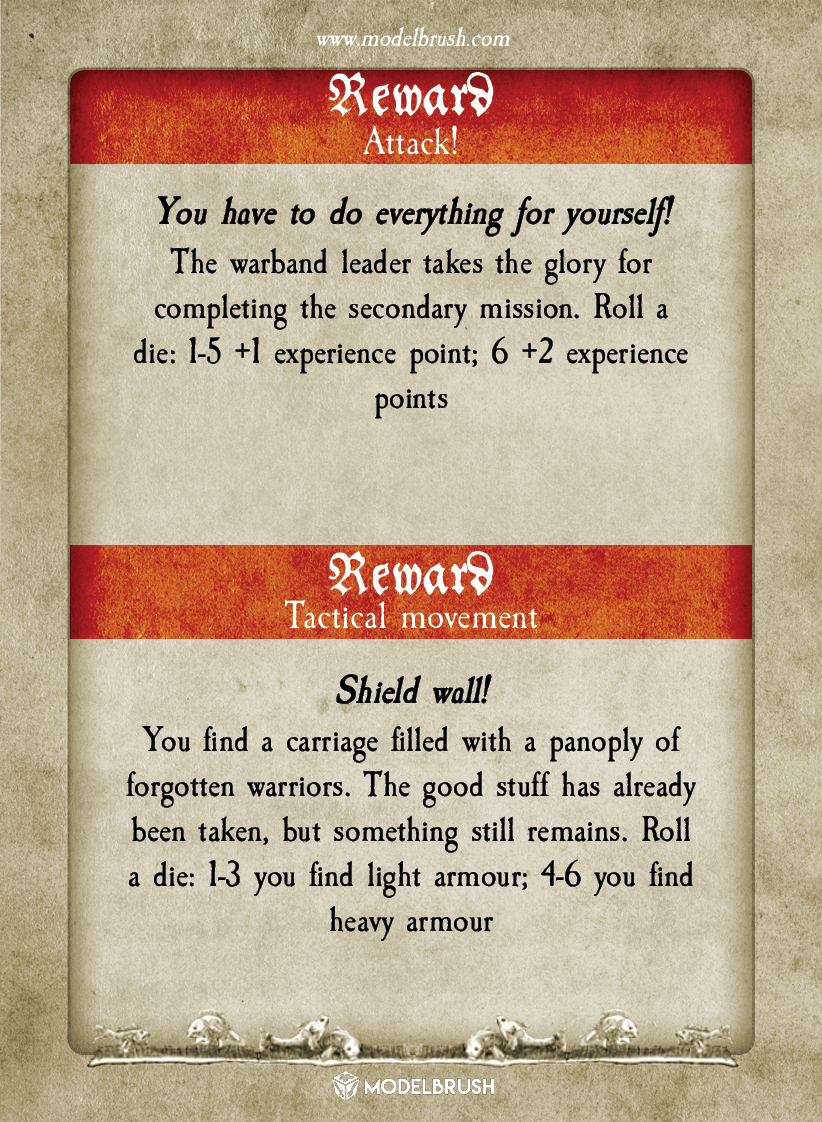 www.modelbrush.com
Reward
Attack!
You have to do everything for yourself!
The warband leader takes the glory for
completing the secondary mission. Roll a
die: 1-5 +1 experience point; 6 +2 experience
points
Reward
Tactical movement
Shield wall!
You find a carriage filled with a panoply of
forgotten warriors. The good stuff has already
been taken, but something still remains. Roll
a die: 1-3 you find light armour; 4-6 you find
heavy armour
MODELBRUSH